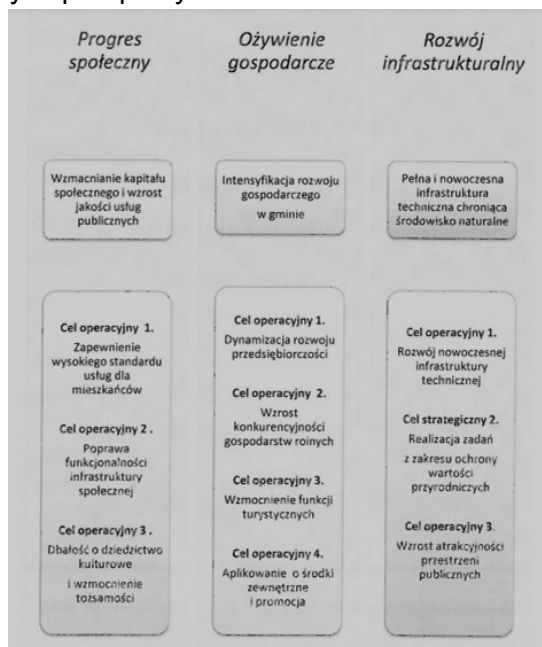 Progres
społeczny
Wzmacnianie kapitału
społecznego i wzrost
jakości usług
publicznych
Cel operacyjny 1.
Zapewnienie
wysokiego standardu
usług dla
mieszkańców
Cel operacyjny 2 .
Poprawa
funkcjonalności
infrastruktury
społecznej
Cel operacyjny 3 .
Dbałość o dziedzictwo
kulturowe
i wzmocnienie
tożsamości
Ożywienie
gospodarcze
Intensyfikacja rozwoju
gospodarczego
w gminie
Cel operacyjny 1.
Dynamizacja rozwoju
przedsiębiorczości
Cel operacyjny 2.
Wzrost
konkurencyjności
gospodarstw rolnych
Cel operacyjny 3.
Wzmocnienie funkcji
turystycznych
Cel operacyjny 4.
Aplikowanie o środki
zewnętrzne
i promocja
Rozwój
infrastrukturalny
Pełna i nowoczesna
infrastruktura
techniczna chroniąca
środowisko naturalne
Cel operacyjny 1.
Rozwój nowoczesnej
infrastruktury
technicznej
Cel strategiczny 2.
Realizacja zadań
z zakresu ochrony
wartości
przyrodniczych
Cel operacyjny 3.
Wzrost atrakcyjności
przestrzeni
publicznych